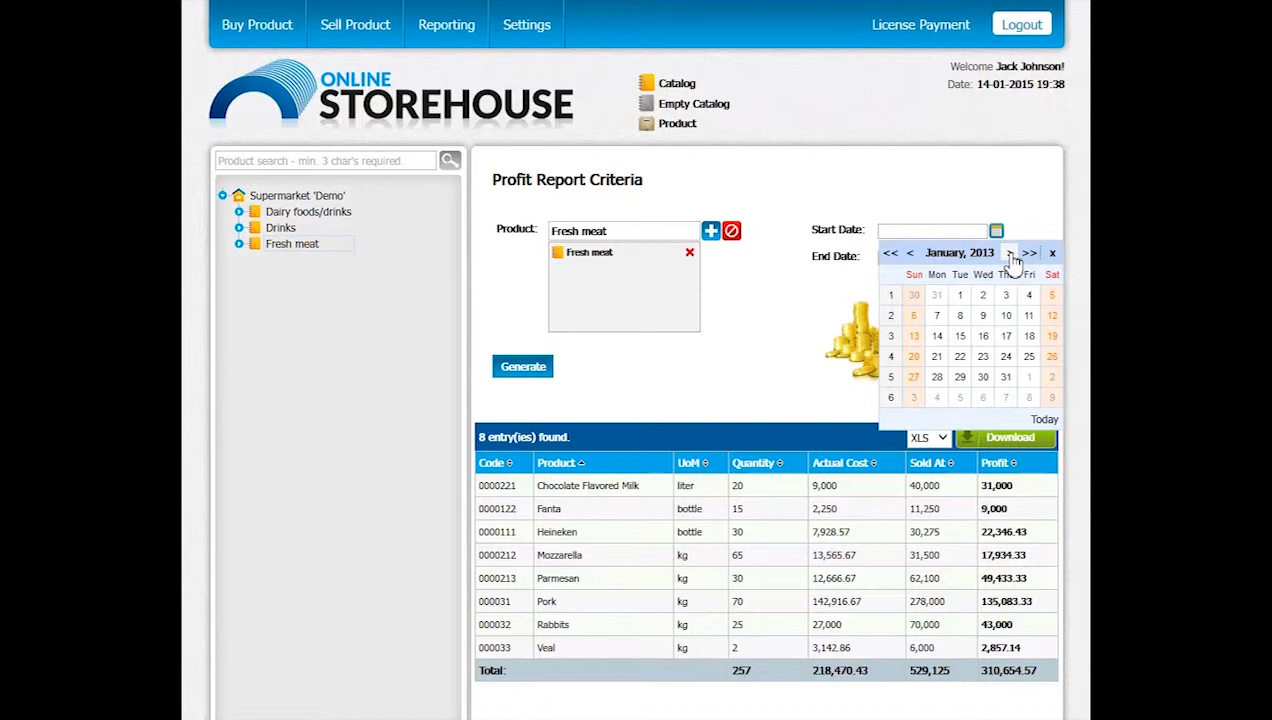 Buy Product Sell Product Reporting Settings License Payment Logout
ONLINE
STOREHOUSE
Catalog
Empty Catalog
Product
Welcome Jack Johnson!
Date: 14-01-2015 19:38
Product search - min. 3 char's required.
Supermarket 'Demo'
Dairy foods/drinks
Drinks
Fresh meat
Profit Report Criteria
Product: Fresh meat
Fresh meat
Start Date:
End Date:
<< < January, 2013 > >> x
Sun Mon Tue Wed Fri Sat
1 30 31 1 2 3 4 5
2 6 7 8 9 10 11 12
3 13 14 15 16 17 18 19
4 20 21 22 23 24 25 26
5 27 28 29 30 31 1 2
6 3 4 5 6 7 8 9
Today
Generate
8 entry(ies) found. XLS Download
Code Product UoM Quantity Actual Cost Sold At Profit
0000221 Chocolate Flavored Milk liter 20 9,000 40,000 31,000
0000122 Fanta bottle 15 2,250 11,250 9,000
0000111 Heineken bottle 30 7,928.57 30,275 22,346.43
0000212 Mozzarella kg 65 13,565.67 31,500 17,934.33
0000213 Parmesan kg 30 12,666.67 62,100 49,433.33
000031 Pork kg 70 142,916.67 278,000 135,083.33
000032 Rabbits kg 25 27,000 70,000 43,000
000033 Veal kg 2 3,142.86 6,000 2,857.14
Total: 257 218,470.43 529,125 310,654.57